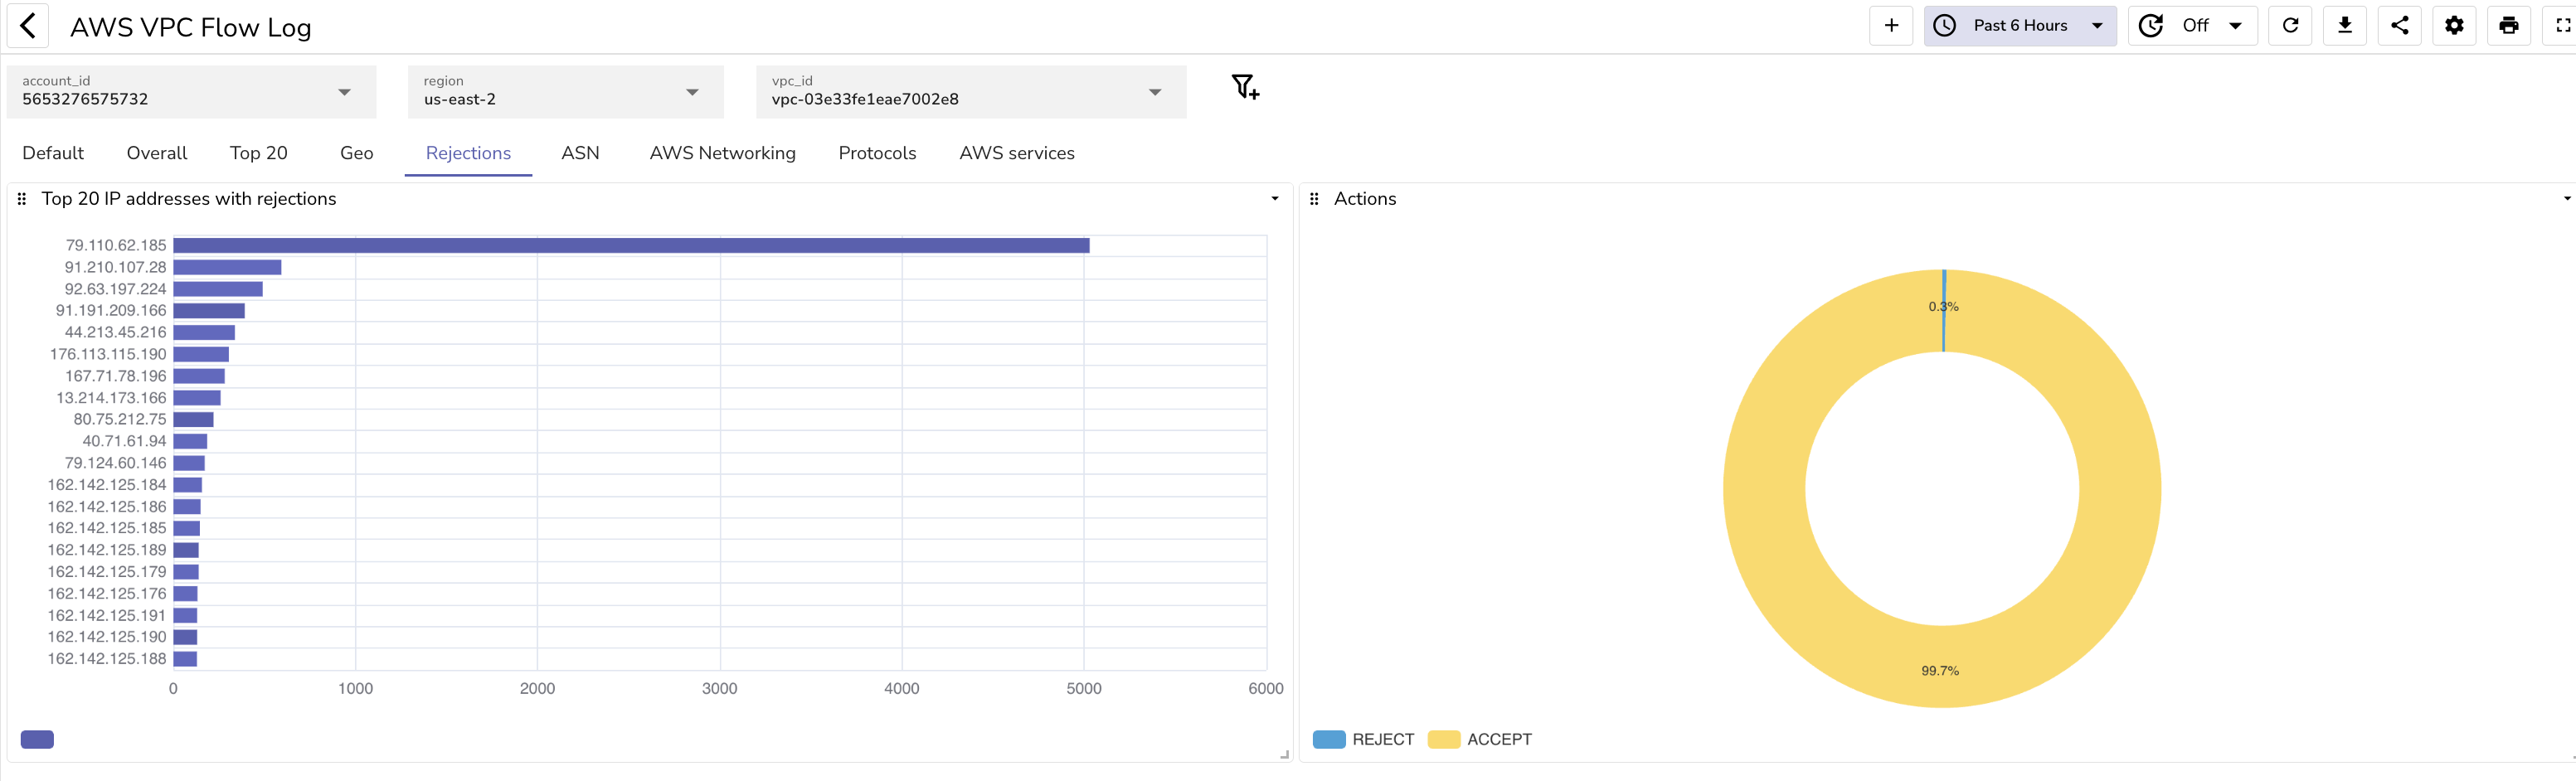 AWS VPC Flow Log
Past 6 Hours
Off
account_id
5653276575732
region
us-east-2
vpc_id
vpc-03e33fe1eae7002e8
Default Overall Top 20 Geo Rejections ASN AWS Networking Protocols AWS services
Top 20 IP addresses with rejections
79.110.62.185
91.210.107.28
92.63.197.224
91.191.209.166
44.213.45.216
176.113.115.190
167.71.78.196
13.214.173.166
80.75.212.75
40.71.61.94
79.124.60.146
162.142.125.184
162.142.125.186
162.142.125.185
162.142.125.189
162.142.125.179
162.142.125.176
162.142.125.191
162.142.125.190
162.142.125.188
0 1000 2000 3000 4000 5000 6000
Actions
0.3%
99.7%
REJECT ACCEPT